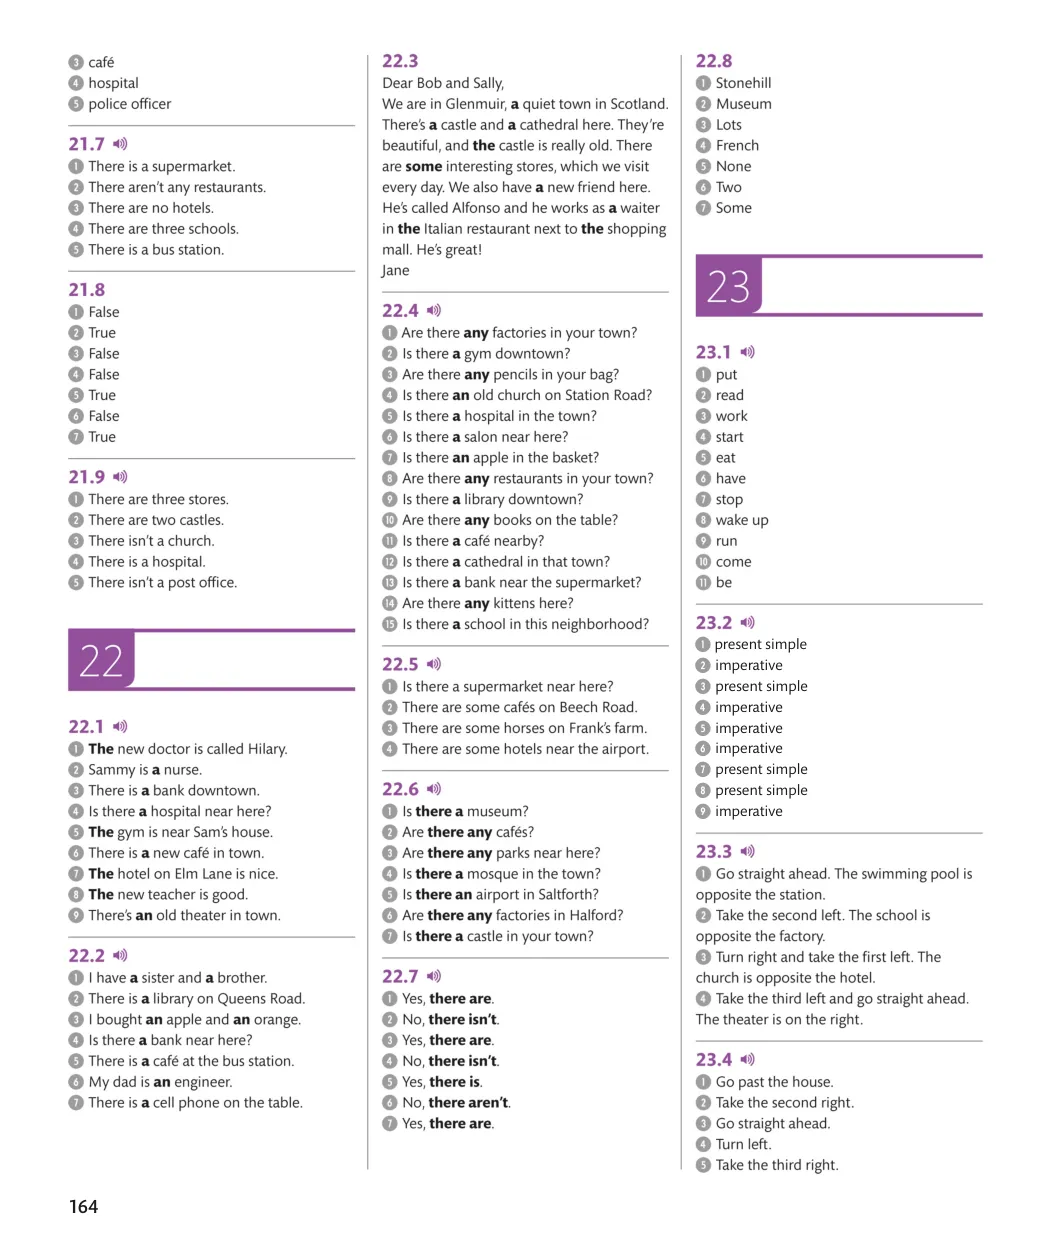 3 café
4 hospital
5 police officer
21.7
1 There is a supermarket.
2 There aren’t any restaurants.
3 There are no hotels.
4 There are three schools.
5 There is a bus station.
21.8
1 False
2 True
3 False
4 False
5 True
6 False
7 True
21.9
1 There are three stores.
2 There are two castles.
3 There isn’t a church.
4 There is a hospital.
5 There isn’t a post office.
22
22.1
1 The new doctor is called Hilary.
2 Sammy is a nurse.
3 There is a bank downtown.
4 Is there a hospital near here?
5 The gym is near Sam’s house.
6 There is a new café in town.
7 The hotel on Elm Lane is nice.
8 The new teacher is good.
9 There’s an old theater in town.
22.2
1 I have a sister and a brother.
2 There is a library on Queens Road.
3 I bought an apple and an orange.
4 Is there a bank near here?
5 There is a café at the bus station.
6 My dad is an engineer.
7 There is a cell phone on the table.
22.3
Dear Bob and Sally,
We are in Glenmuir, a quiet town in Scotland.
There’s a castle and a cathedral here. They’re
beautiful, and the castle is really old. There
are some interesting stores, which we visit
every day. We also have a new friend here.
He’s called Alfonso and he works as a waiter
in the Italian restaurant next to the shopping
mall. He’s great!
Jane
22.4
1 Are there any factories in your town?
2 Is there a gym downtown?
3 Are there any pencils in your bag?
4 Is there an old church on Station Road?
5 Is there a hospital in the town?
6 Is there a salon near here?
7 Is there an apple in the basket?
8 Are there any restaurants in your town?
9 Is there a library downtown?
10 Are there any books on the table?
11 Is there a café nearby?
12 Is there a cathedral in that town?
13 Is there a bank near the supermarket?
14 Are there any kittens here?
15 Is there a school in this neighborhood?
22.5
1 Is there a supermarket near here?
2 There are some cafés on Beech Road.
3 There are some horses on Frank’s farm.
4 There are some hotels near the airport.
22.6
1 Is there a museum?
2 Are there any cafés?
3 Are there any parks near here?
4 Is there a mosque in the town?
5 Is there an airport in Saltforth?
6 Are there any factories in Halford?
7 Is there a castle in your town?
22.7
1 Yes, there are.
2 No, there isn’t.
3 Yes, there are.
4 No, there isn’t.
5 Yes, there is.
6 No, there aren’t.
7 Yes, there are.
22.8
1 Stonehill
2 Museum
3 Lots
4 French
5 None
6 Two
7 Some
23
23.1
1 put
2 read
3 work
4 start
5 eat
6 have
7 stop
8 wake up
9 run
10 come
11 be
23.2
1 present simple
2 imperative
3 present simple
4 imperative
5 imperative
6 imperative
7 present simple
8 present simple
9 imperative
23.3
1 Go straight ahead. The swimming pool is
opposite the station.
2 Take the second left. The school is
opposite the factory.
3 Turn right and take the first left. The
church is opposite the hotel.
4 Take the third left and go straight ahead.
The theater is on the right.
23.4
1 Go past the house.
2 Take the second right.
3 Go straight ahead.
4 Turn left.
5 Take the third right.
164